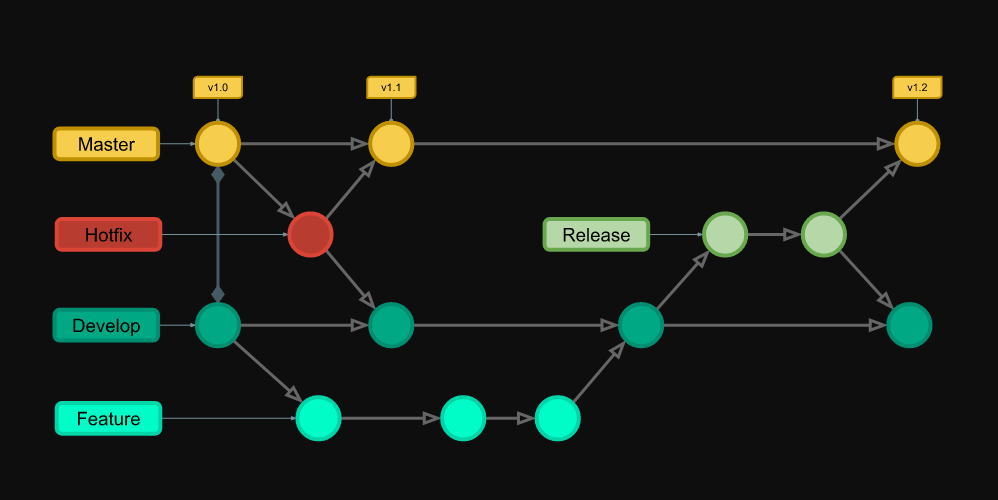 v1.0
v1.1
v1.2
Master
Hotfix
Release
Develop
Feature